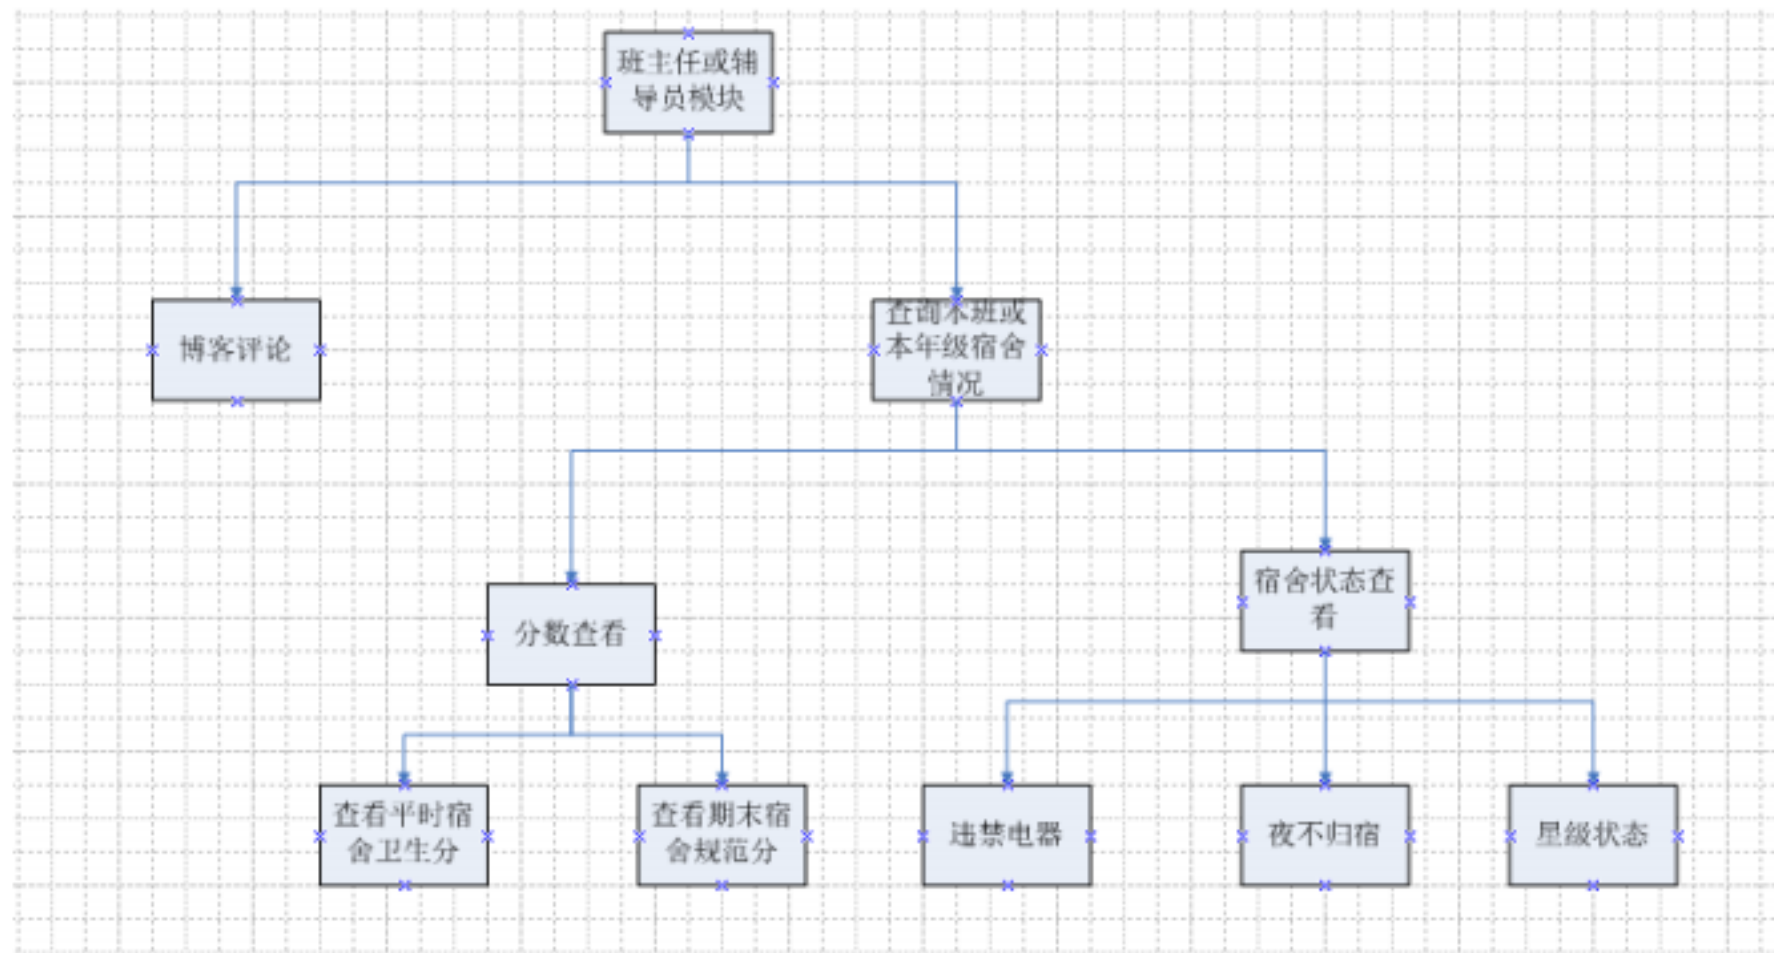 班主任或辅
导员模块
博客评论
查询本班或
本年级宿舍
情况
分数查看
宿舍状态查
看
查看平时宿
舍卫生分
查看期末宿
舍规范分
违禁电器
夜不归宿
星级状态